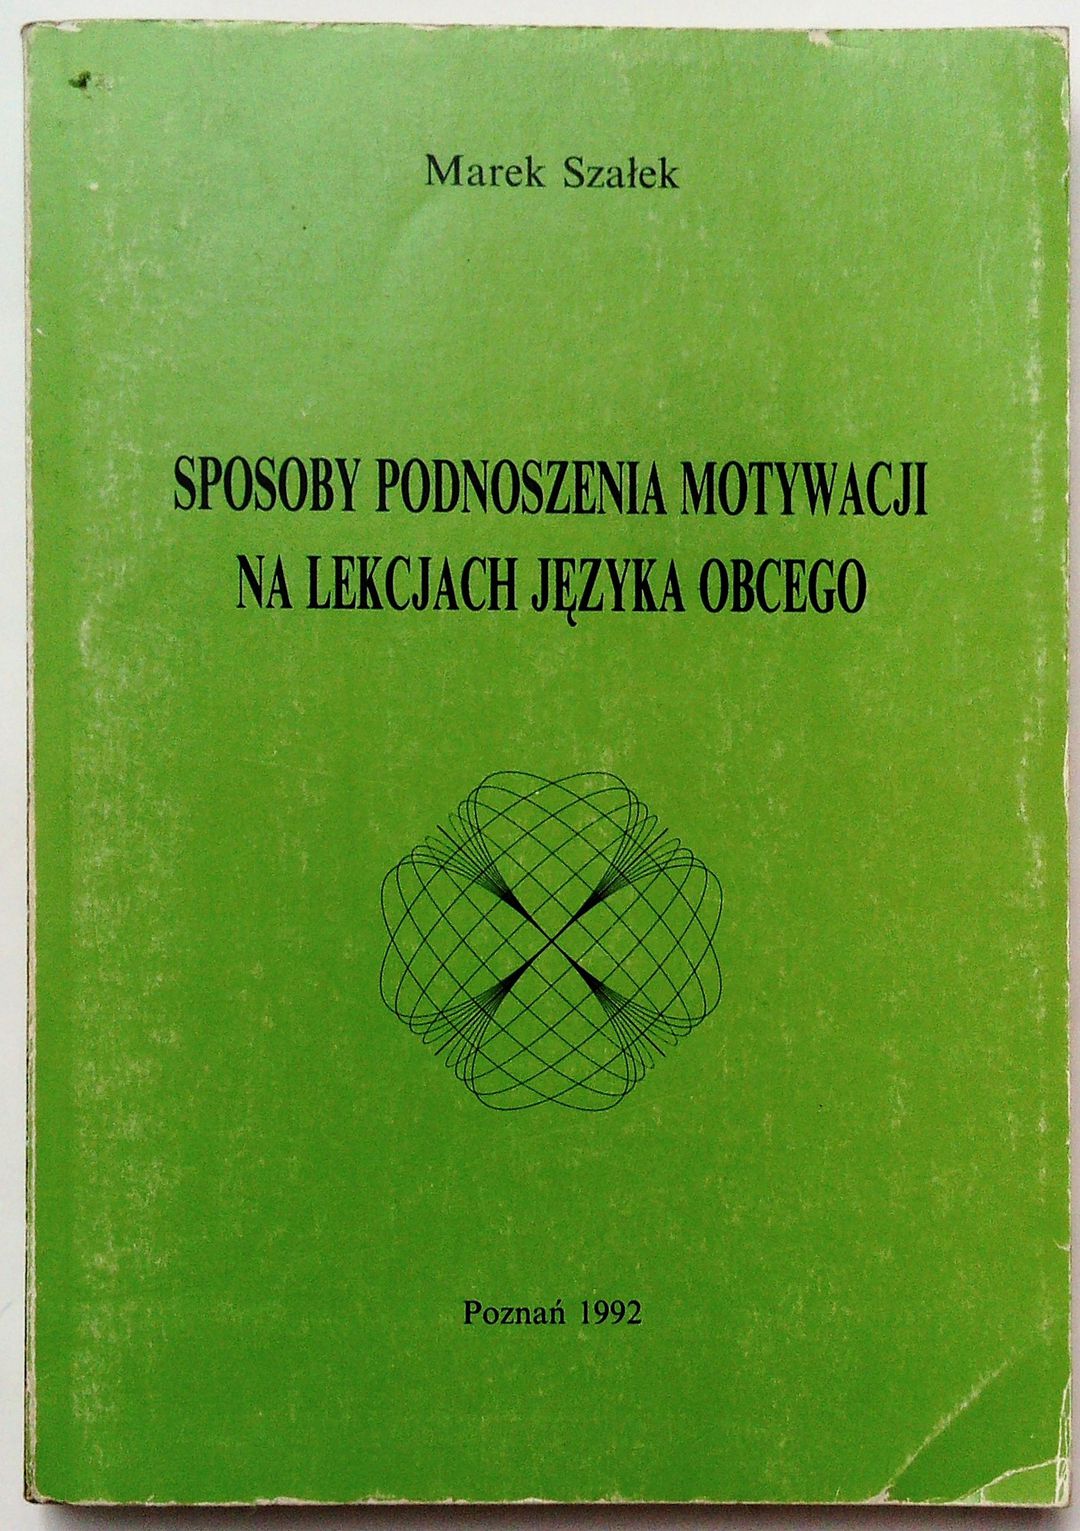 Marek Szałek
SPOSOBY PODNOSZENIA MOTYWACJI
NA LEKCJACH JĘZYKA OBCEGO
Poznań 1992